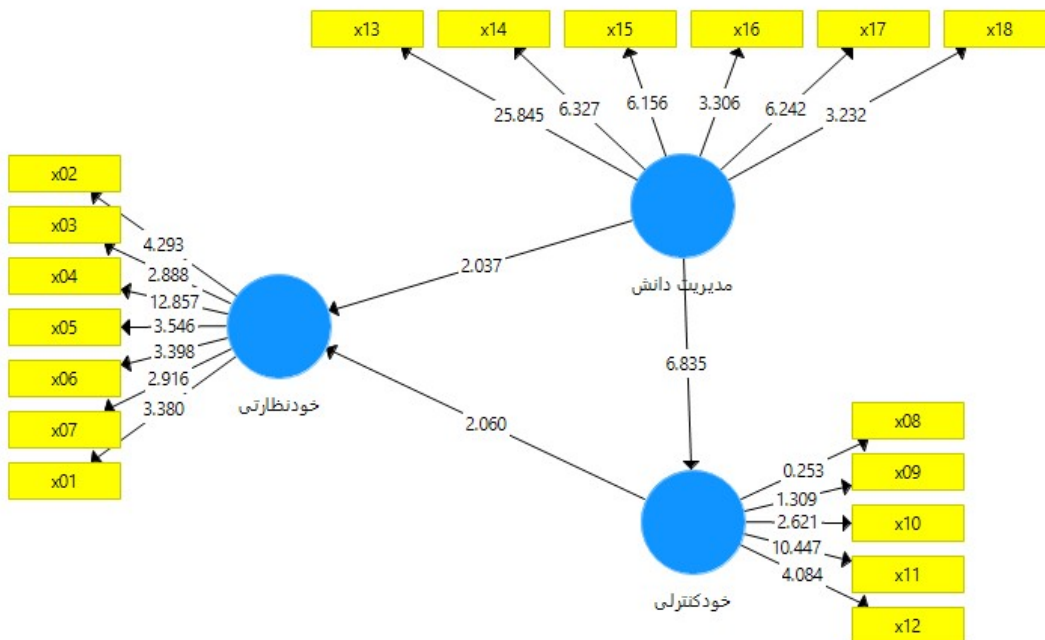 x13 x14 x15 x16 x17 x18
25.845 6.327 6.156 3.306 6.242 3.232
مدیریت دانش
x02
x03
x04
x05
x06
x07
x01
4.293
2.888
12.857
3.546
3.398
2.916
3.380
خودنظارتی
2.037
6.835
2.060
x08
x09
x10
x11
x12
0.253
1.309
2.621
10.447
4.084
خودکنترلی